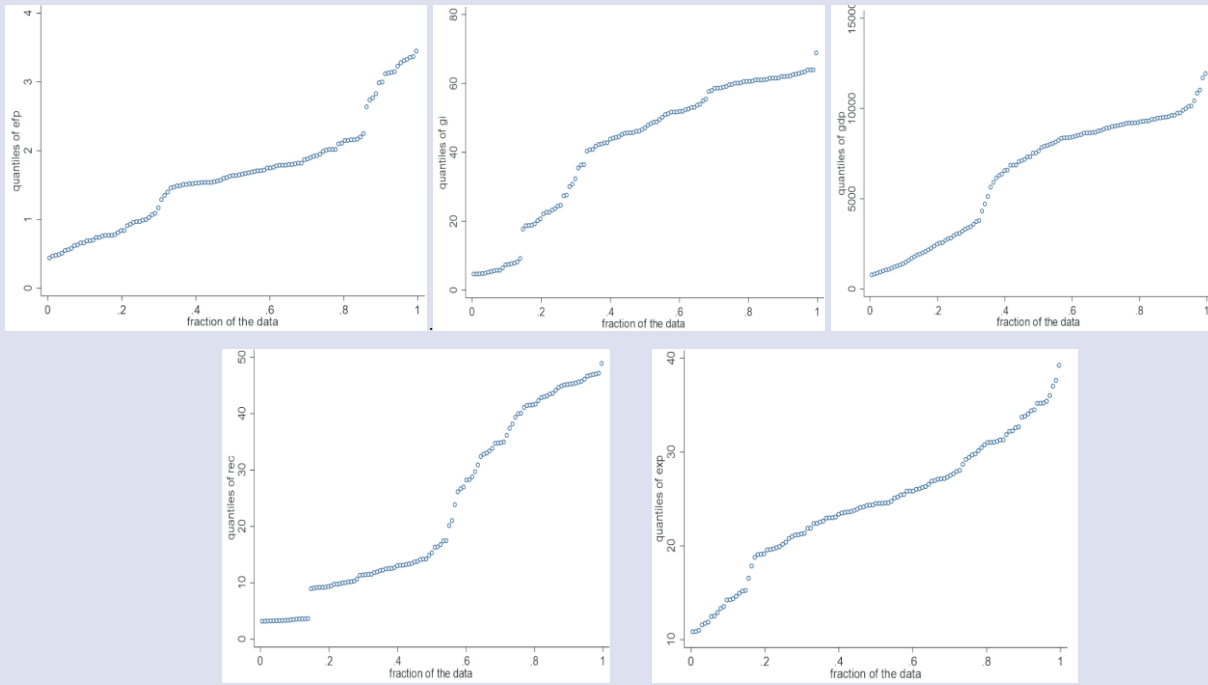 quantiles of efp
4
3
2
1
0
0 .2 .4 .6 .8 1
fraction of the data
quantiles of gi
80
60
40
20
0
0 .2 .4 .6 .8 1
fraction of the data
quantiles of gdp
15000
10000
5000
0
0 .2 .4 .6 .8 1
fraction of the data
quantiles of rec
50
40
30
20
10
0
0 .2 .4 .6 .8 1
fraction of the data
quantiles of exp
40
30
20
10
0 .2 .4 .6 .8 1
fraction of the data